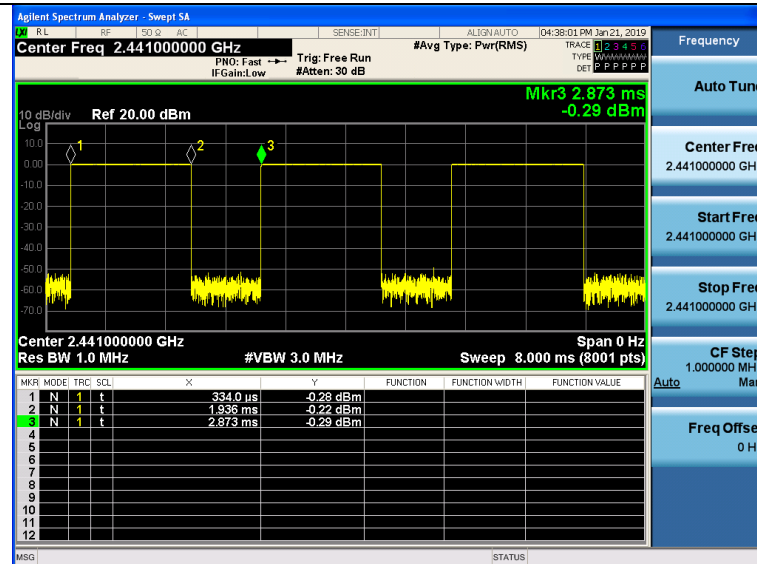 Agilent Spectrum Analyzer - Swept SA
LXI RL RF 50 Ω AC SENSE:INT ALIGN AUTO 04:38:01 PM Jan 21, 2019
Center Freq 2.441000000 GHz
PNO: Fast
IFGain:Low
Trig: Free Run
#Atten: 30 dB
#Avg Type: Pwr(RMS)
TRACE 1 2 3 4 5 6
TYPE
DET P P P P P P
Frequency
Mkr3 2.873 ms
-0.29 dBm
10 dB/div Ref 20.00 dBm
Log
10.0
0.00
-10.0
-20.0
-30.0
-40.0
-50.0
-60.0
-70.0
1
2
3
Center 2.441000000 GHz Span 0 Hz
Res BW 1.0 MHz #VBW 3.0 MHz Sweep 8.000 ms (8001 pts)
MKR MODE TRC SCL X Y FUNCTION FUNCTION WIDTH FUNCTION VALUE
1 N 1 t 334.0 µs -0.28 dBm
2 N 1 t 1.936 ms -0.22 dBm
3 N 1 t 2.873 ms -0.29 dBm
4
5
6
7
8
9
10
11
12
Auto Tun
Center Fre
2.441000000 GH
Start Fre
2.441000000 GH
Stop Fre
2.441000000 GH
CF Step
1.000000 MH
Auto Ma
Freq Offse
0 H
MSG STATUS